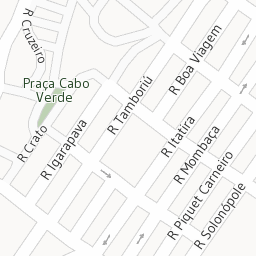 R Cruzeiro
Praça Cabo
Verde
R Boa Viagem
R Tamboriú
R Crato
R Igarapava
R Itatira
R Mombaça
R Piquet Carneiro
R Solonópole